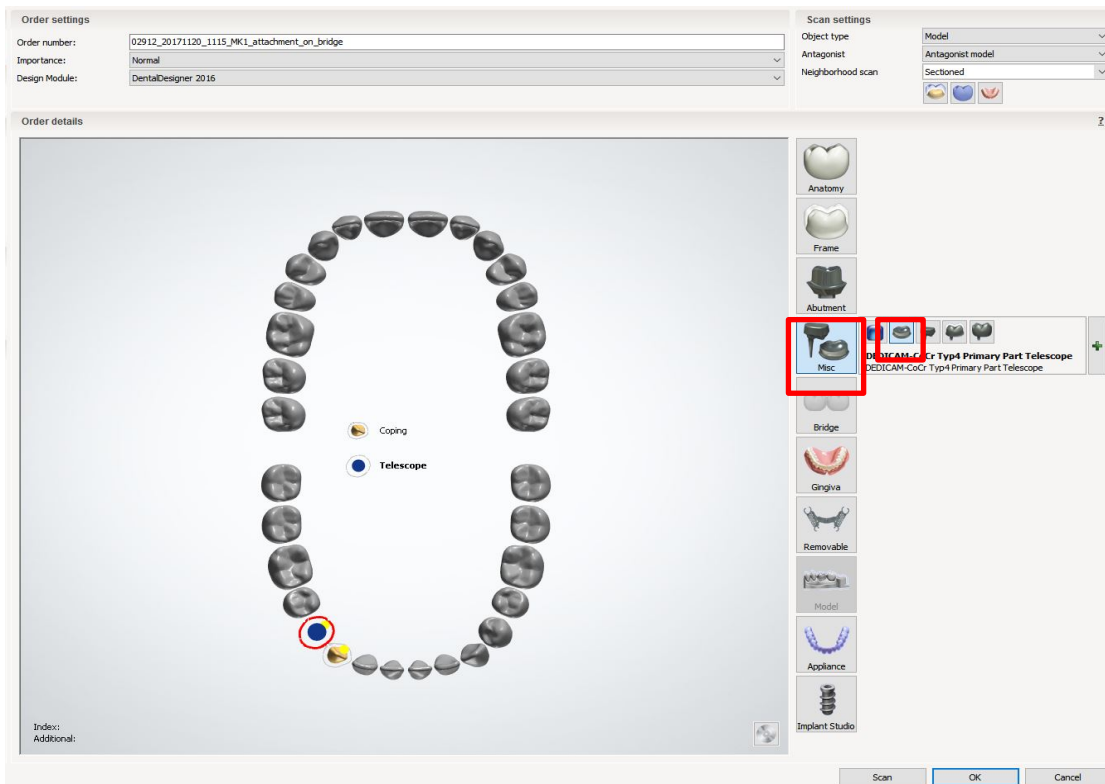 Order settings
Order number: 02912_20171120_1115_MK1_attachment_on_bridge
Importance: Normal
Design Module: DentalDesigner 2016
Scan settings
Object type Model
Antagonist Antagonist model
Neighborhood scan Sectioned
Order details
?
Anatomy
Frame
Abutment
Misc
DEDICAM-CoCr Typ4 Primary Part Telescope
DEDICAM-CoCr Typ4 Primary Part Telescope
Bridge
Gingiva
Removable
Model
Appliance
Implant Studio
Coping
Telescope
Index:
Additional:
Scan
OK
Cancel